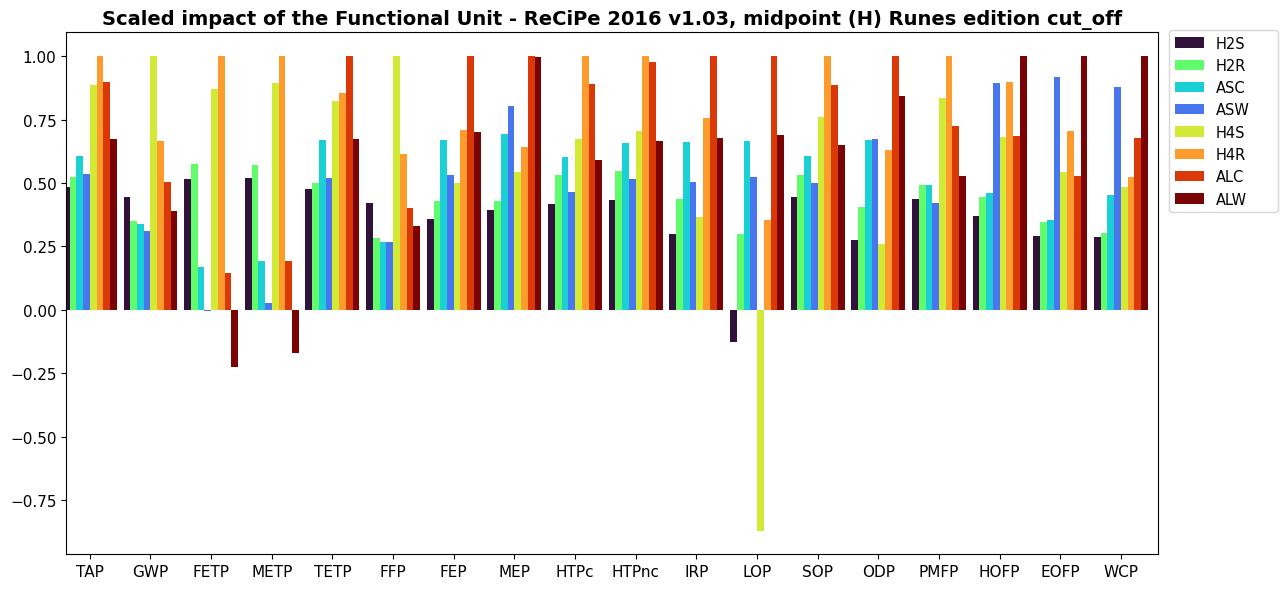 Scaled impact of the Functional Unit - ReCiPe 2016 v1.03, midpoint (H) Runes edition cut_off
1.00
0.75
0.50
0.25
0.00
−0.25
−0.50
−0.75
TAP GWP FETP METP TETP FFP FEP MEP HTPc HTPnc IRP LOP SOP ODP PMFP HOFP EOFP WCP
H2S
H2R
ASC
ASW
H4S
H4R
ALC
ALW